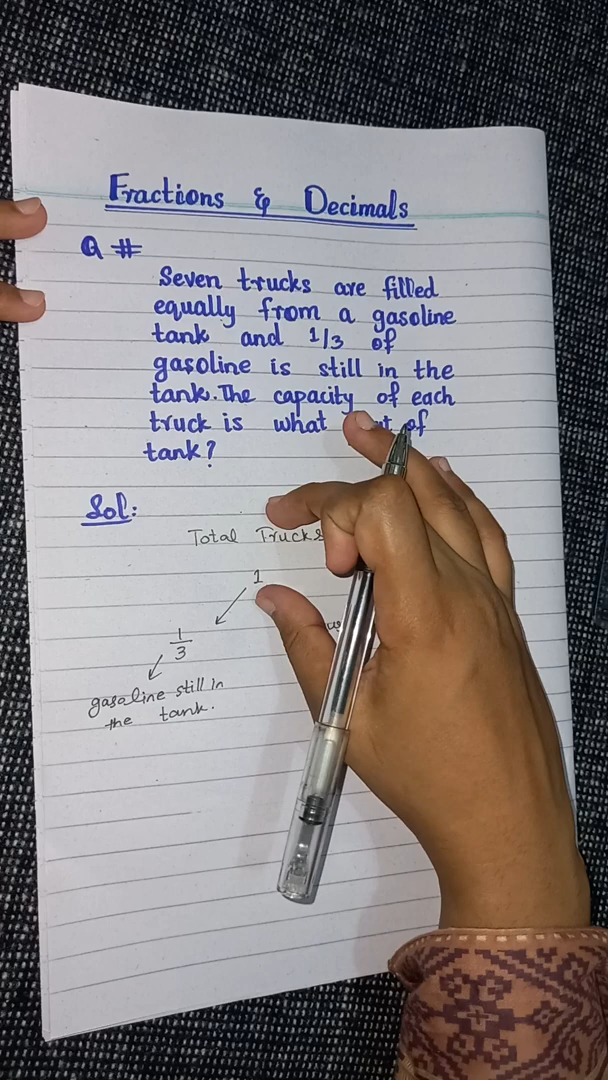 Fractions & Decimals
Q #
Seven trucks are filled
equally from a gasoline
tank and 1/3 of
gasoline is still in the
tank. The capacity of each
truck is what of
tank?
Sol:
Total Trucks
1
1/3
gasoline still in
the tank.